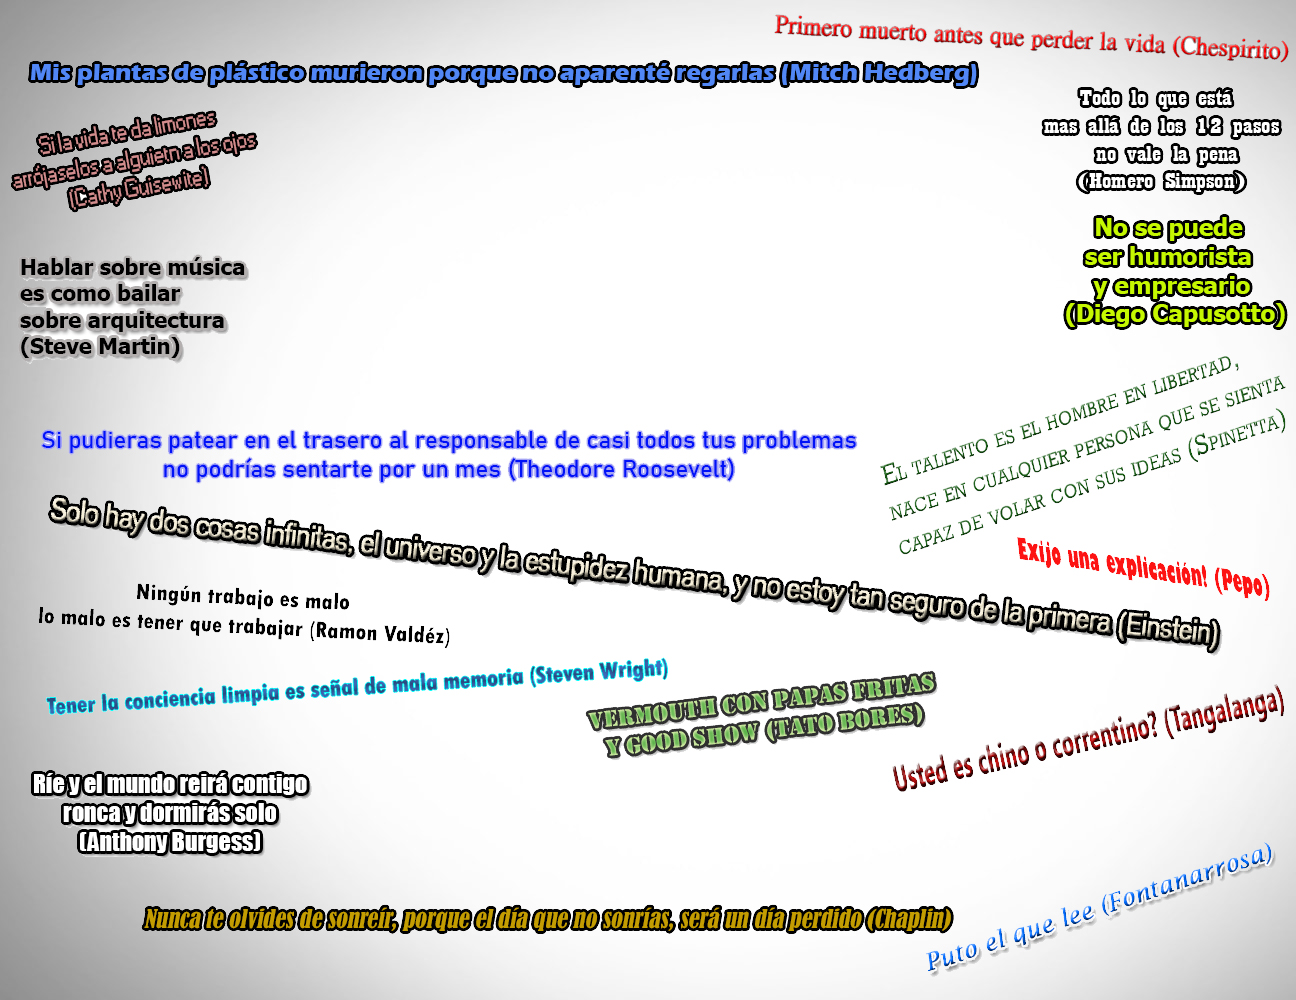 Primero muerto antes que perder la vida (Chespirito)
Mis plantas de plástico murieron porque no aparenté regarlas (Mitch Hedberg)
Todo lo que está
mas allá de los 12 pasos
no vale la pena
(Homero Simpson)
Si la vida te da limones
arrójaselos a alguietn a los ojos
(Cathy Guisewite)
No se puede
ser humorista
y empresario
(Diego Capusotto)
Hablar sobre música
es como bailar
sobre arquitectura
(Steve Martin)
El talento es el hombre en libertad,
nace en cualquier persona que se sienta
capaz de volar con sus ideas (Spinetta)
Si pudieras patear en el trasero al responsable de casi todos tus problemas
no podrías sentarte por un mes (Theodore Roosevelt)
Solo hay dos cosas infinitas, el universo y la estupidez humana, y no estoy tan seguro de la primera (Einstein)
Exijo una explicación! (Pepo)
Ningún trabajo es malo
lo malo es tener que trabajar (Ramon Valdéz)
Tener la conciencia limpia es señal de mala memoria (Steven Wright)
VERMOUTH CON PAPAS FRITAS
Y GOOD SHOW (TATO BORES)
Usted es chino o correntino? (Tangalanga)
Ríe y el mundo reirá contigo
ronca y dormirás solo
(Anthony Burgess)
Puto el que lee (Fontanarrosa)
Nunca te olvides de sonreír, porque el día que no sonrías, será un día perdido (Chaplin)